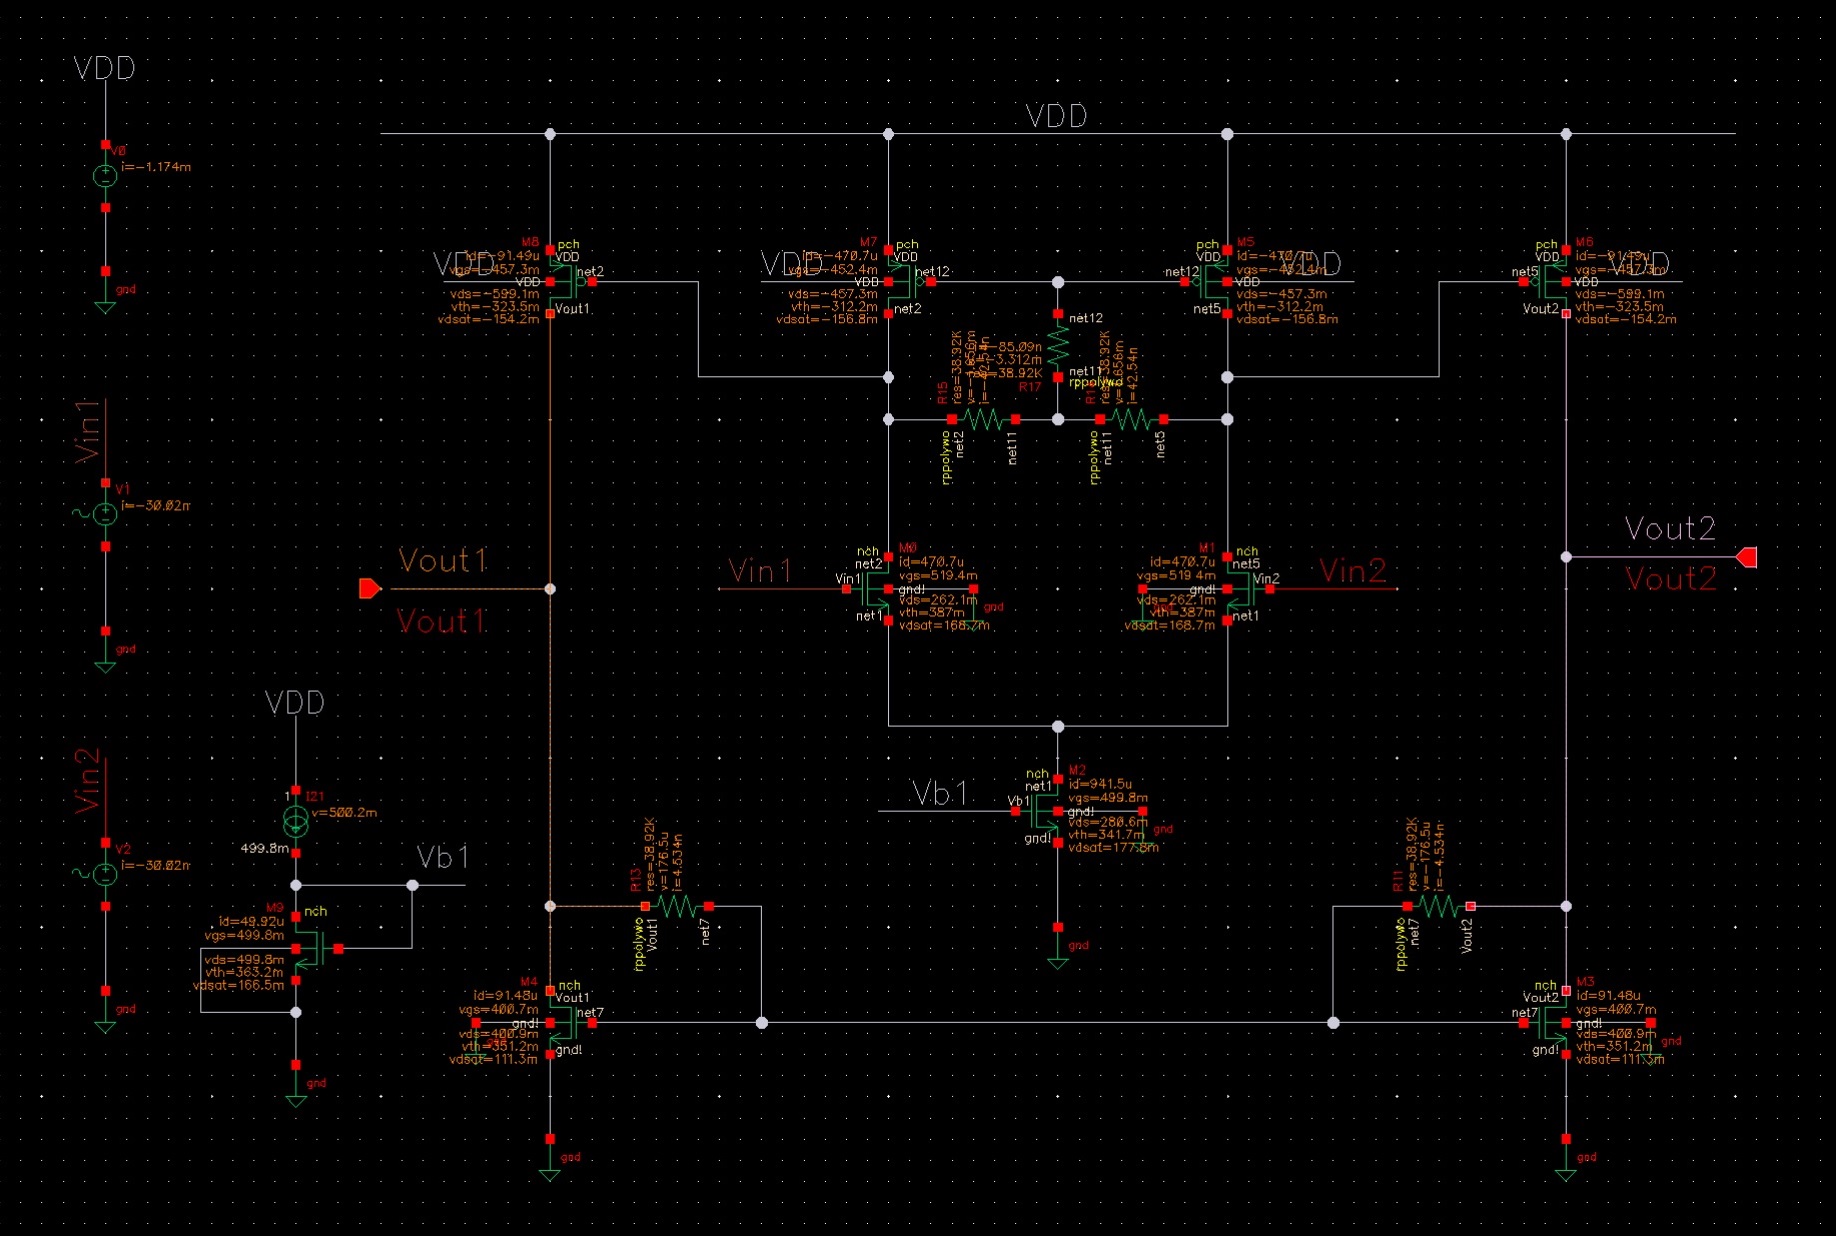 VDD
V0
i=-1.174m
gnd
VDD
M8
pch
VDD
id=-91.49u
vgs=-457.3m
VDD
VDD
net2
vds=-599.1m
vth=-323.5m
vdsat=-154.2m
Vout1
M7
pch
VDD
id=-470.7u
vgs=-452.4m
VDD
VDD
net12
vds=-457.3m
vth=-312.2m
vdsat=-156.8m
net2
pch
M5
VDD
vgs=-452.4m
VDD
net12
VDD
vds=-457.3m
vth=-312.2m
vdsat=-156.8m
net5
pch
M6
VDD
id=-91.49u
vgs=-457.3m
VDD
net5
VDD
vds=-599.1m
vth=-323.5m
vdsat=-154.2m
Vout2
net12
85.09n
3.312m
38.92K
net11
rppolywo
R17
R15
res=38.92K
rppolywo
net2
net11
res=38.92K
i=42.54n
rppolywo
net11
net5
Vin1
V1
i=-30.02m
gnd
Vout1
Vout1
Vin1
nch
M0
net2
id=470.7u
vgs=519.4m
Vin1
gnd!
gnd
vds=262.1m
vth=387m
vdsat=168.7m
net1
M1
nch
id=470.7u
net5
vgs=519.4m
Vin2
gnd!
vds=262.1m
vth=387m
vdsat=168.7m
net1
Vin2
Vout2
Vout2
VDD
1
I21
v=500.2m
499.8m
Vb1
Vin2
V2
i=-30.02m
gnd
M9
nch
id=49.92u
vgs=499.8m
vds=499.8m
vth=363.2m
vdsat=166.5m
gnd
Vb1
nch
M2
net1
id=941.5u
vgs=499.8m
Vb1
gnd!
vds=280.6m
gnd
vth=341.7m
gnd!
gnd
R13
res=38.92K
v=176.5u
i=4.534n
rppolywo
Vout1
net7
R11
res=38.92K
v=-176.5u
i=-4.534n
rppolywo
net7
Vout2
M4
nch
id=91.48u
Vout1
vgs=400.7m
net7
gnd!
vds=400.9m
vth=351.2m
vdsat=111.3m
gnd!
gnd
nch
M3
Vout2
id=91.48u
vgs=400.7m
net7
gnd!
vds=400.9m
gnd
vth=351.2m
vdsat=111.3m
gnd!
gnd